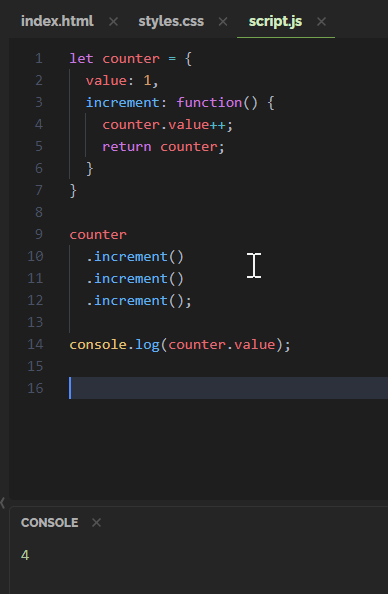 index.html × styles.css × script.js ×
1 let counter = {
2   value: 1,
3   increment: function() {
4     counter.value++;
5     return counter;
6   }
7 }
8
9 counter
10   .increment()
11   .increment()
12   .increment();
13
14 console.log(counter.value);
15
16
CONSOLE ×
4